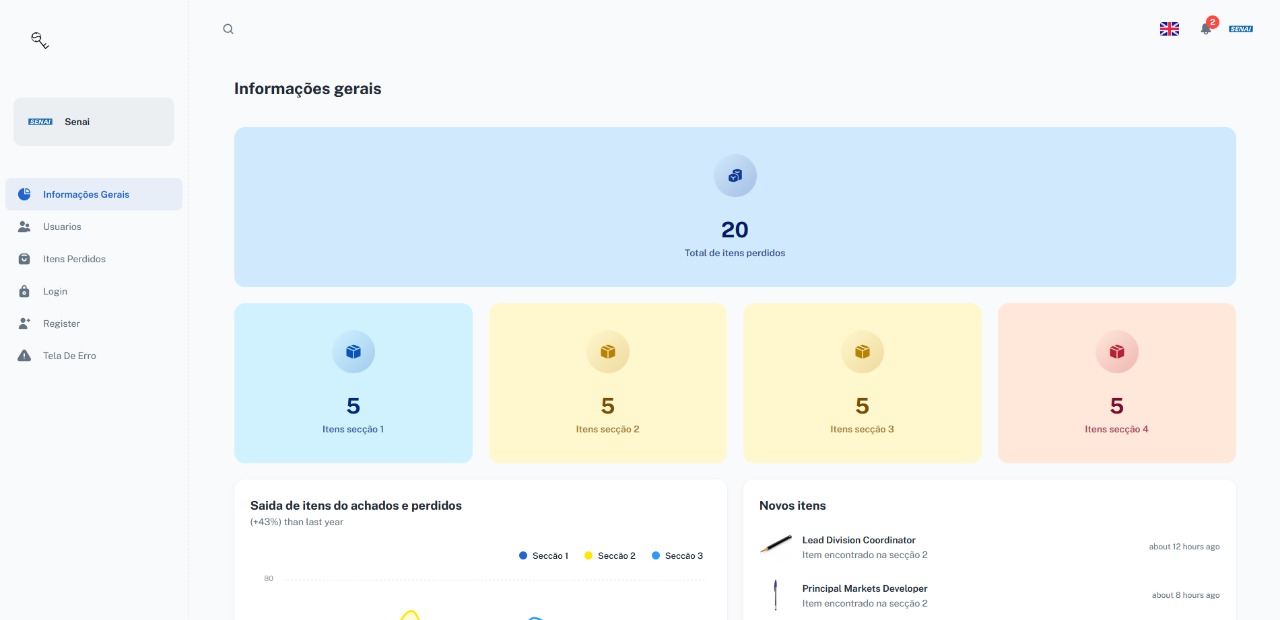 2
SENAI
Informações gerais
SENAI Senai
Informações Gerais
Usuarios
Itens Perdidos
Login
Register
Tela De Erro
20
Total de itens perdidos
5
Itens secção 1
5
Itens secção 2
5
Itens secção 3
5
Itens secção 4
Saida de itens do achados e perdidos
(+43%) than last year
Seccão 1
Seccão 2
Seccão 3
80
Novos itens
Lead Division Coordinator
Item encontrado na secção 2
about 12 hours ago
Principal Markets Developer
Item encontrado na secção 2
about 8 hours ago